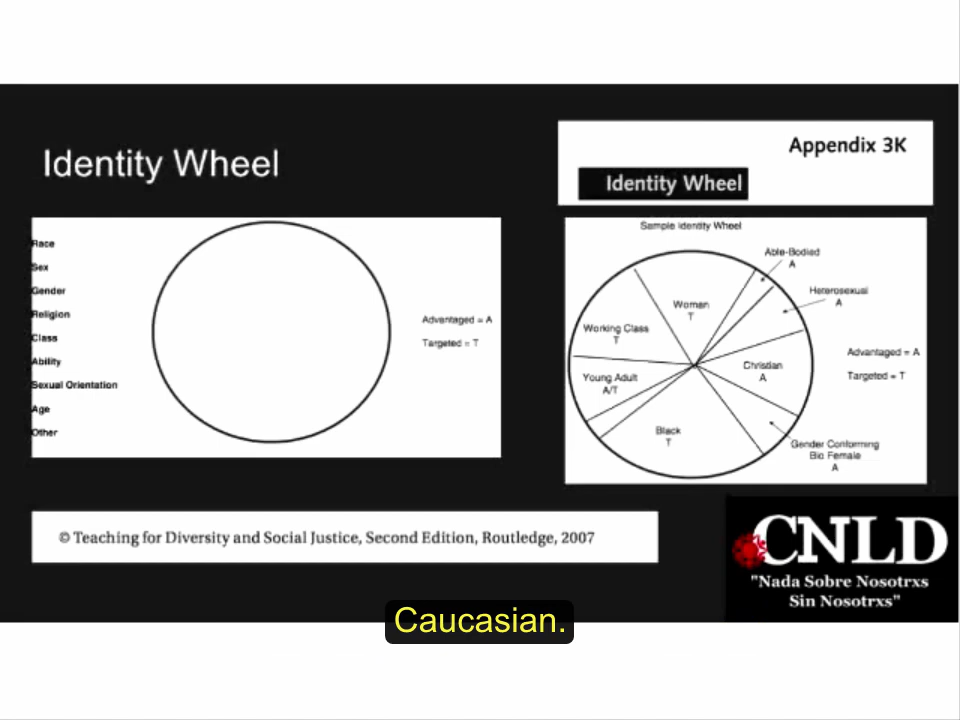 Identity Wheel
Appendix 3K
Identity Wheel
Race
Sex
Gender
Religion
Class
Ability
Sexual Orientation
Age
Other
Advantaged = A
Targeted = T
Sample Identity Wheel
Able-Bodied
A
Heterosexual
A
Woman
T
Working Class
T
Christian
A
Young Adult
A/T
Black
T
Gender Conforming
Bio Female
A
Advantaged = A
Targeted = T
© Teaching for Diversity and Social Justice, Second Edition, Routledge, 2007
CNLD
"Nada Sobre Nosotrxs
Sin Nosotrxs"
Caucasian.